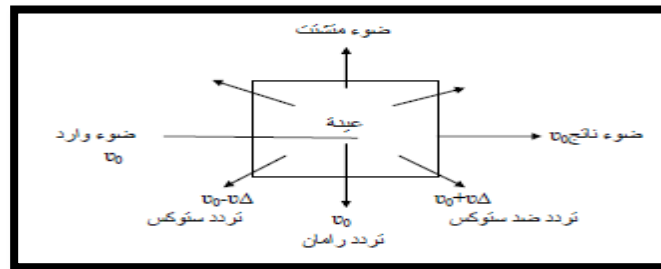 ضوء متشتت
عينة
ضوء وارد
υ₀
ضوء ناتج υ₀
υ₀-υΔ
تردد ستوكس
υ₀
تردد رامان
υ₀+υΔ
تردد ضد ستوكس